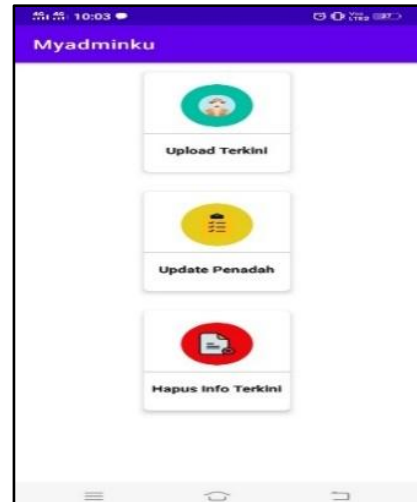 10:03
Myadminku
Upload Terkini
Update Penadah
Hapus Info Terkini